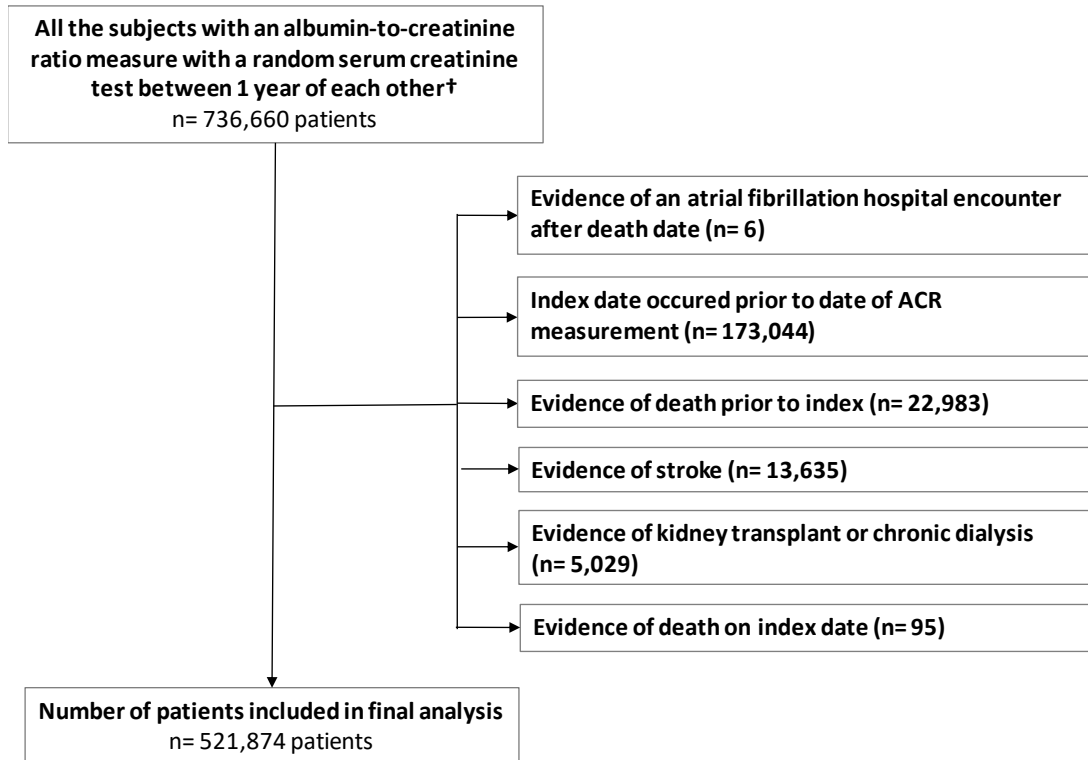 All the subjects with an albumin-to-creatinine
ratio measure with a random serum creatinine
test between 1 year of each other†
n= 736,660 patients
Evidence of an atrial fibrillation hospital encounter
after death date (n= 6)
Index date occured prior to date of ACR
measurement (n= 173,044)
Evidence of death prior to index (n= 22,983)
Evidence of stroke (n= 13,635)
Evidence of kidney transplant or chronic dialysis
(n= 5,029)
Evidence of death on index date (n= 95)
Number of patients included in final analysis
n= 521,874 patients